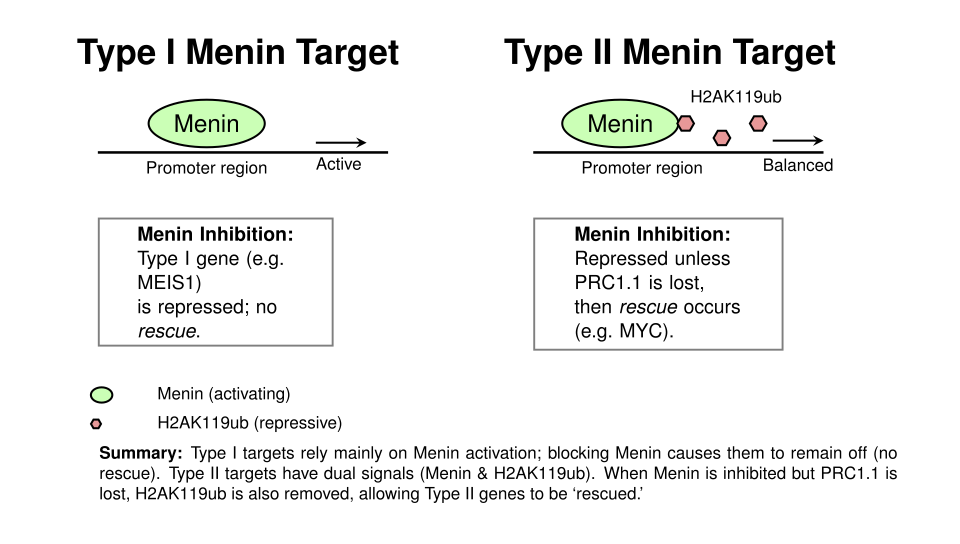 Type I Menin Target
Type II Menin Target
H2AK119ub
Menin
Menin
Promoter region
Active
Promoter region
Balanced
Menin Inhibition:
Type I gene (e.g.
MEIS1)
is repressed; no
rescue.
Menin Inhibition:
Repressed unless
PRC1.1 is lost,
then rescue occurs
(e.g. MYC).
Menin (activating)
H2AK119ub (repressive)
Summary: Type I targets rely mainly on Menin activation; blocking Menin causes them to remain off (no
rescue). Type II targets have dual signals (Menin & H2AK119ub). When Menin is inhibited but PRC1.1 is
lost, H2AK119ub is also removed, allowing Type II genes to be ‘rescued.’